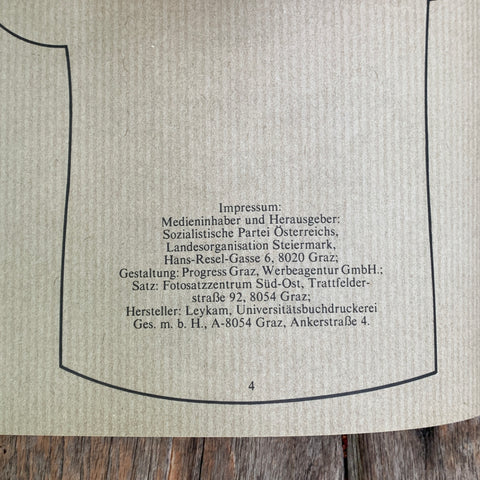 Impressum:
Medieninhaber und Herausgeber:
Sozialistische Partei Österreichs,
Landesorganisation Steiermark,
Hans-Resel-Gasse 6, 8020 Graz;
Gestaltung: Progress Graz, Werbeagentur GmbH.;
Satz: Fotosatzzentrum Süd-Ost, Trattfelder-
straße 92, 8054 Graz;
Hersteller: Leykam, Universitätsbuchdruckerei
Ges. m. b. H., A-8054 Graz, Ankerstraße 4.
4